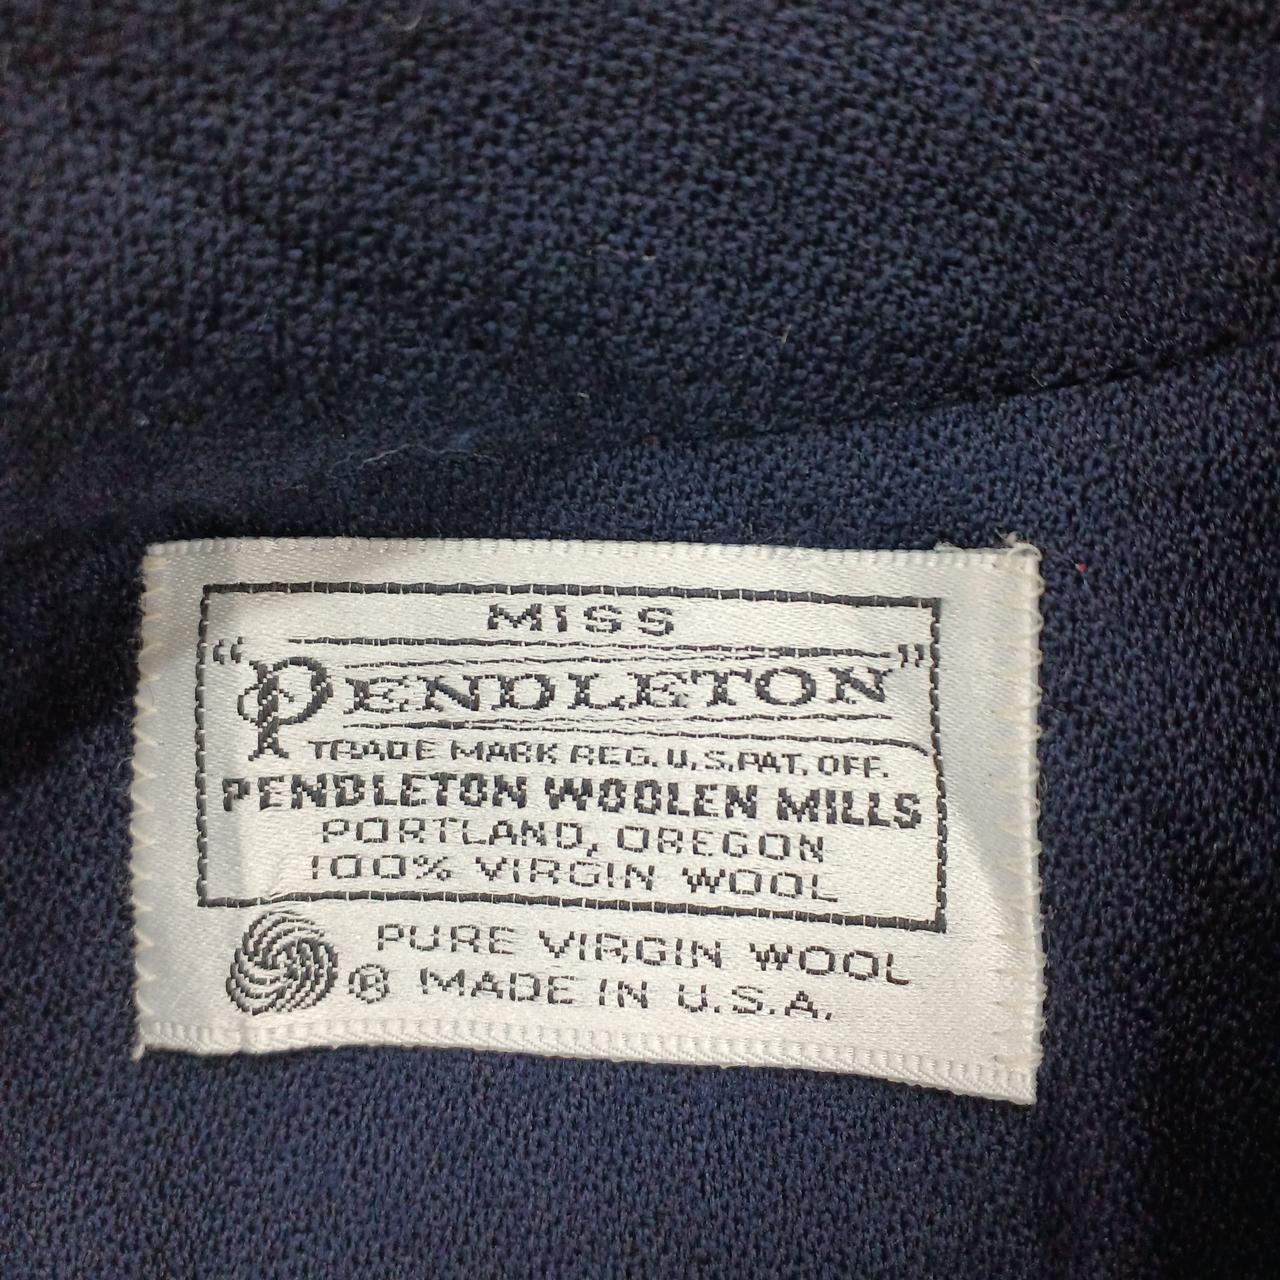 MISS
"PENDLETON"
TRADE MARK REG. U.S. PAT. OFF.
PENDLETON WOOLEN MILLS
PORTLAND, OREGON
100% VIRGIN WOOL
PURE VIRGIN WOOL
® MADE IN U.S.A.